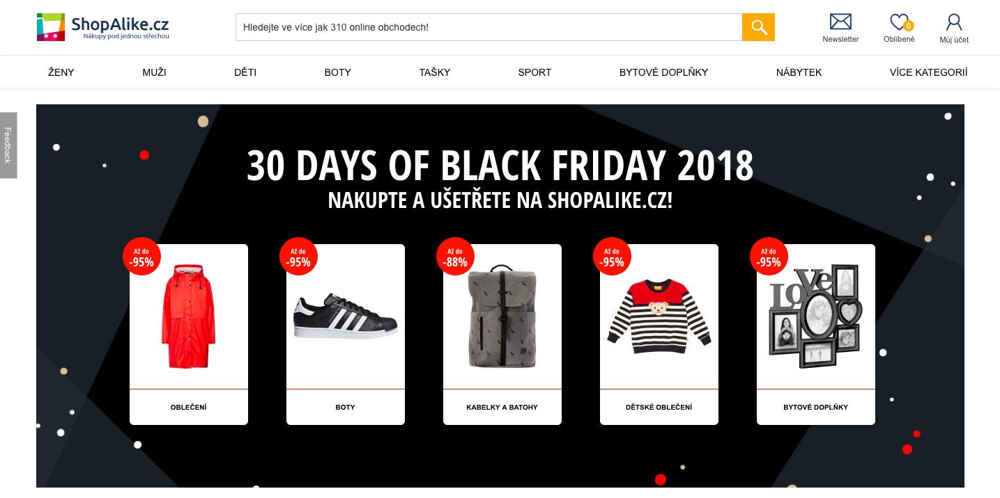 ShopAlike.cz
Nákupy pod jednou střechou
Hledejte ve více jak 310 online obchodech!
Newsletter
0
Oblíbené
Můj účet
ŽENY
MUŽI
DĚTI
BOTY
TAŠKY
SPORT
BYTOVÉ DOPLŇKY
NÁBYTEK
VÍCE KATEGORIÍ
Feedback
30 DAYS OF BLACK FRIDAY 2018
NAKUPTE A UŠETŘETE NA SHOPALIKE.CZ!
Až do
-95%
OBLEČENÍ
Až do
-95%
BOTY
Až do
-88%
KABELKY A BATOHY
Až do
-95%
DĚTSKÉ OBLEČENÍ
Až do
-95%
LOVe
BYTOVÉ DOPLŇKY